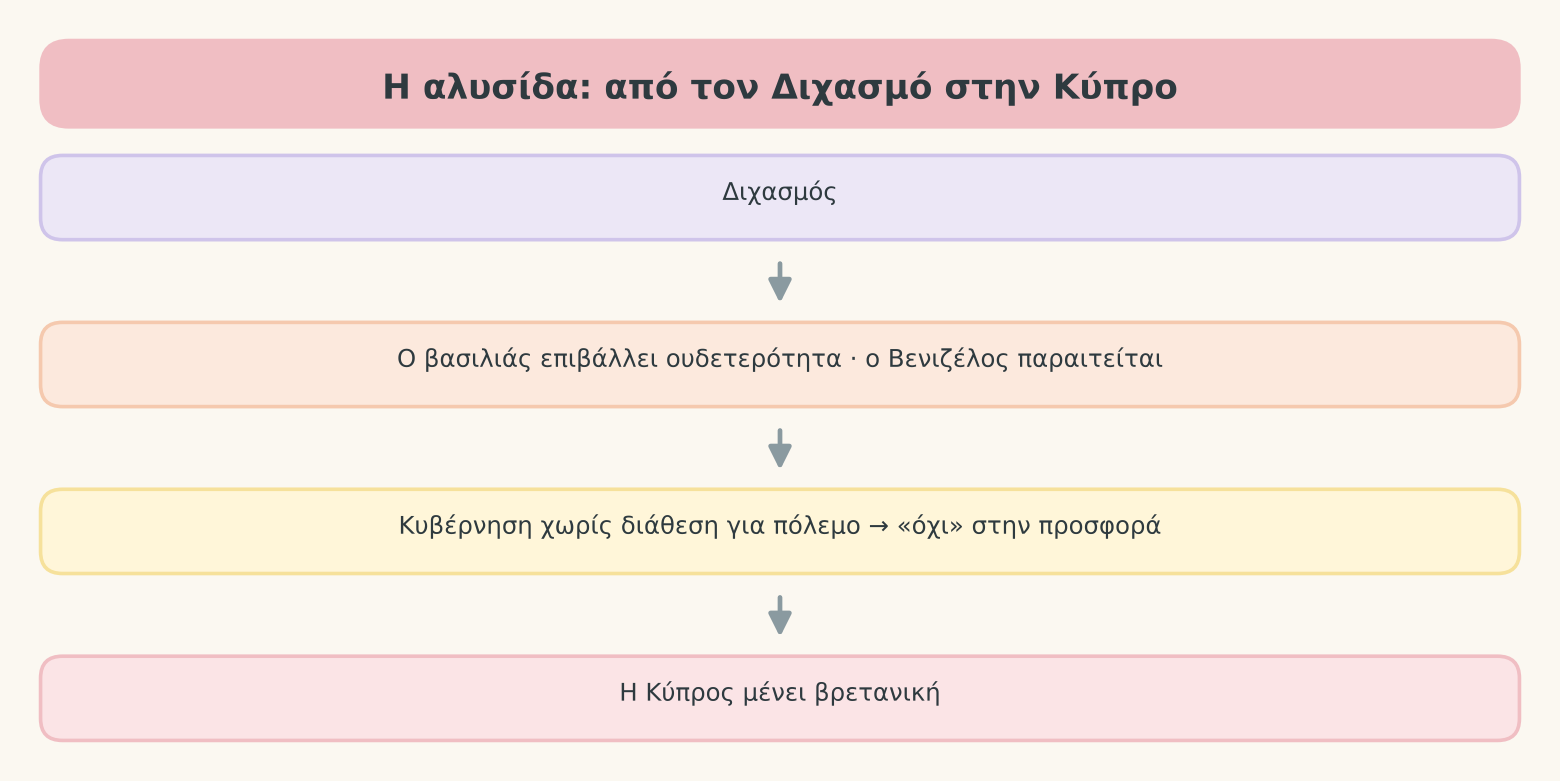 Η αλυσίδα: από τον Διχασμό στην Κύπρο
Διχασμός
Ο βασιλιάς επιβάλλει ουδετερότητα · ο Βενιζέλος παραιτείται
Κυβέρνηση χωρίς διάθεση για πόλεμο → «όχι» στην προσφορά
Η Κύπρος μένει βρετανική